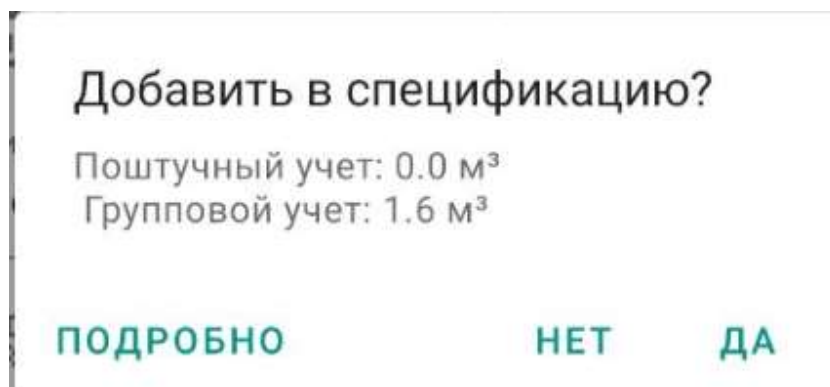 Добавить в спецификацию?
Поштучный учет: 0.0 м³
Групповой учет: 1.6 м³
ПОДРОБНО НЕТ ДА